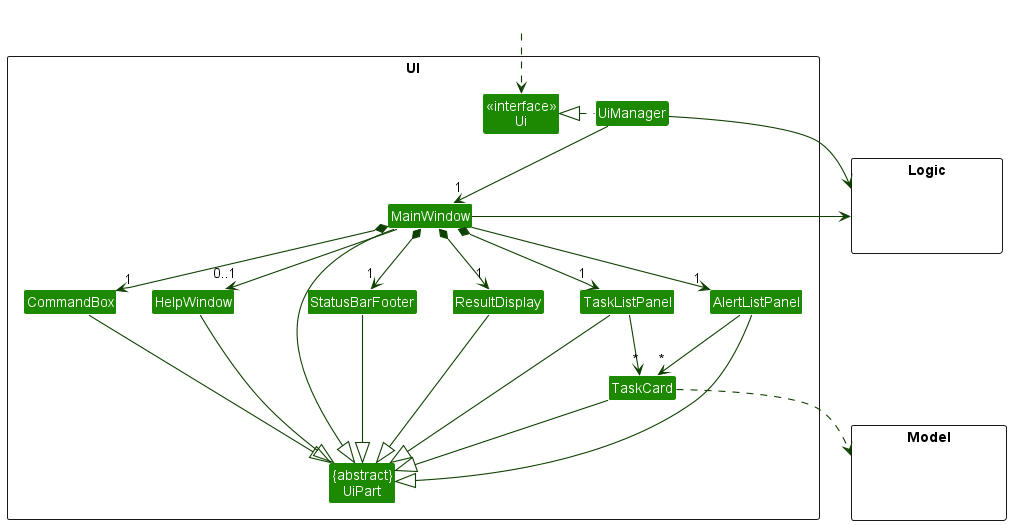 UI
«interface»
Ui
UiManager
Logic
1
MainWindow
1
0..1
1
1
1
1
CommandBox
HelpWindow
StatusBarFooter
ResultDisplay
TaskListPanel
AlertListPanel
*
*
TaskCard
Model
{abstract}
UiPart